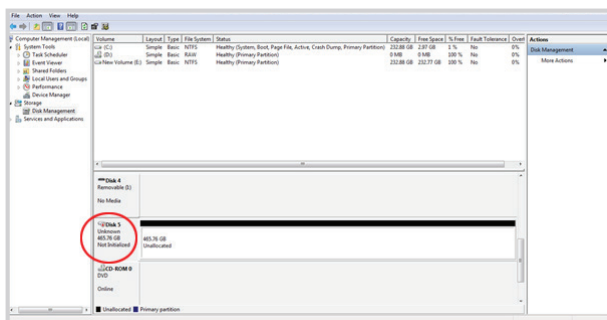 File Action View Help
Computer Management (Local)
System Tools
Task Scheduler
Event Viewer
Shared Folders
Local Users and Groups
Performance
Device Manager
Storage
Disk Management
Services and Applications
Volume Layout Type File System Status Capacity Free Space % Free Fault Tolerance Overl
(C:) Simple Basic NTFS Healthy (System, Boot, Page File, Active, Crash Dump, Primary Partition) 232.88 GB 2.97 GB 1 % No 0%
(D:) Simple Basic RAW Healthy (Primary Partition) 0 MB 0 MB 100 % No 0%
New Volume (E:) Simple Basic NTFS Healthy (Primary Partition) 232.88 GB 232.77 GB 100 % No 0%
Actions
Disk Management
More Actions
Disk 4
Removable
No Media
Disk 5
Unknown
465.76 GB
Not Initialized
465.76 GB
Unallocated
CD-ROM 0
DVD
Online
Unallocated Primary partition